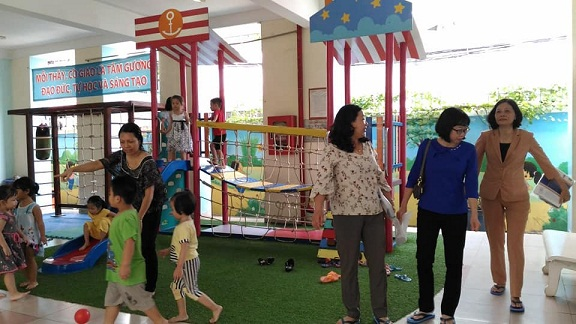 MỖI THẦY, CÔ GIÁO LÀ TẤM GƯƠNG
ĐẠO ĐỨC, TỰ HỌC VÀ SÁNG TẠO